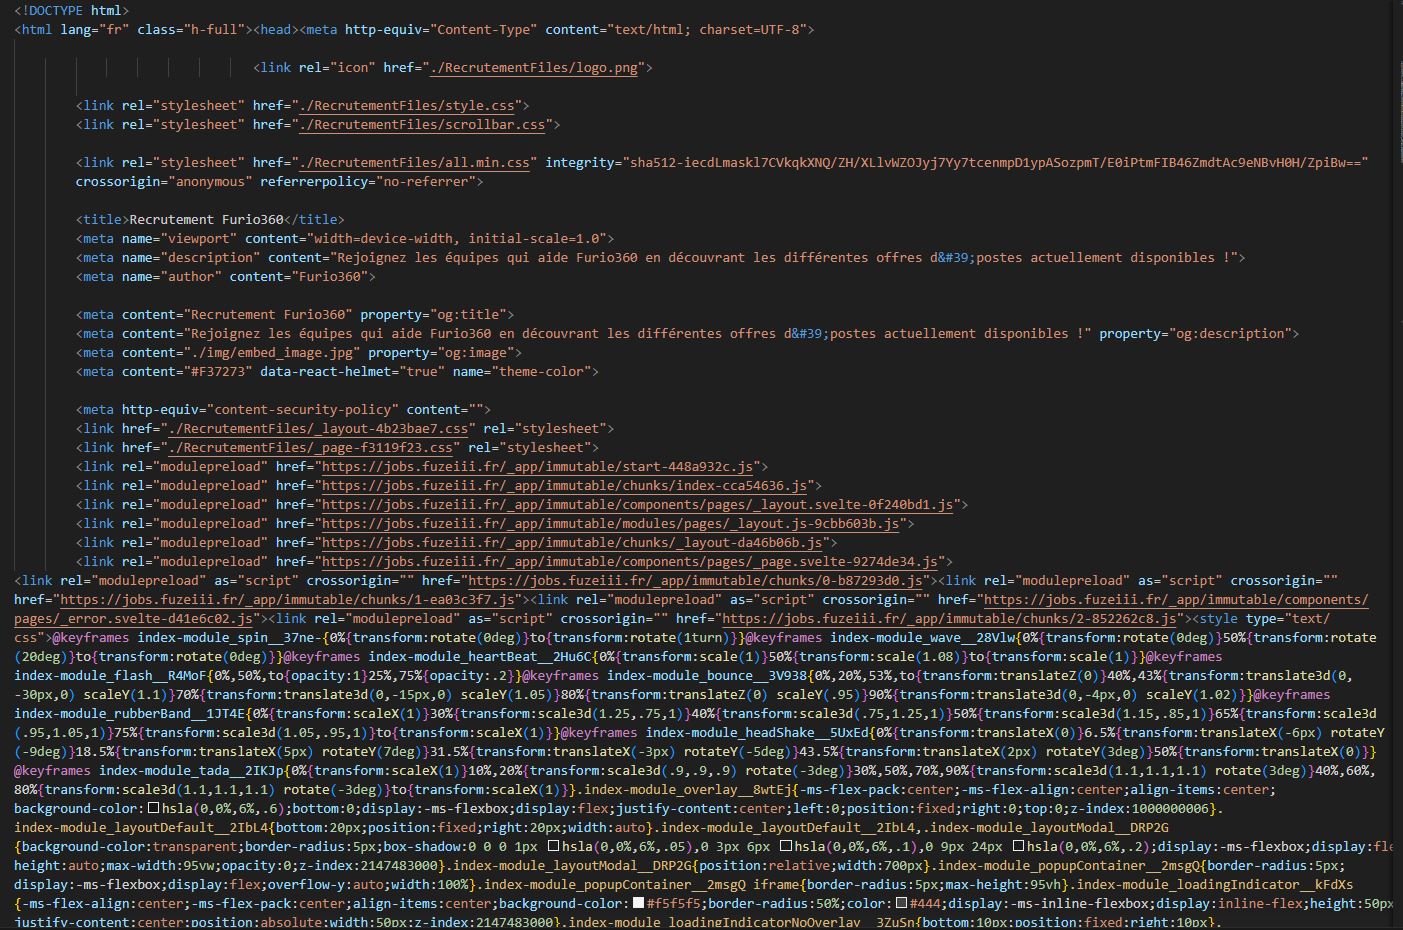 <!DOCTYPE html>
<html lang="fr" class="h-full"><head><meta http-equiv="Content-Type" content="text/html; charset=UTF-8">
<link rel="icon" href="./RecrutementFiles/logo.png">
<link rel="stylesheet" href="./RecrutementFiles/style.css">
<link rel="stylesheet" href="./RecrutementFiles/scrollbar.css">
<link rel="stylesheet" href="./RecrutementFiles/all.min.css" integrity="sha512-iecdLmaskl7CVkqkXNQ/ZH/XLlvWZOJyj7Yy7tcenmpD1ypASozpmT/E0iPtmFIB46ZmdtAc9eNBvH0H/ZpiBw=="
crossorigin="anonymous" referrerpolicy="no-referrer">
<title>Recrutement Furio360</title>
<meta name="viewport" content="width=device-width, initial-scale=1.0">
<meta name="description" content="Rejoignez les équipes qui aide Furio360 en découvrant les différentes offres d&#39;postes actuellement disponibles !">
<meta name="author" content="Furio360">
<meta content="Recrutement Furio360" property="og:title">
<meta content="Rejoignez les équipes qui aide Furio360 en découvrant les différentes offres d&#39;postes actuellement disponibles !" property="og:description">
<meta content="./img/embed_image.jpg" property="og:image">
<meta content="#F37273" data-react-helmet="true" name="theme-color">
<meta http-equiv="content-security-policy" content="">
<link href="./RecrutementFiles/_layout-4b23bae7.css" rel="stylesheet">
<link href="./RecrutementFiles/_page-f3119f23.css" rel="stylesheet">
<link rel="modulepreload" href="https://jobs.fuzeiii.fr/_app/immutable/start-448a932c.js">
<link rel="modulepreload" href="https://jobs.fuzeiii.fr/_app/immutable/chunks/index-cca54636.js">
<link rel="modulepreload" href="https://jobs.fuzeiii.fr/_app/immutable/components/pages/_layout.svelte-0f240bd1.js">
<link rel="modulepreload" href="https://jobs.fuzeiii.fr/_app/immutable/modules/pages/_layout.js-9cbb603b.js">
<link rel="modulepreload" href="https://jobs.fuzeiii.fr/_app/immutable/chunks/_layout-da46b06b.js">
<link rel="modulepreload" href="https://jobs.fuzeiii.fr/_app/immutable/components/pages/_page.svelte-9274de34.js">
<link rel="modulepreload" as="script" crossorigin="" href="https://jobs.fuzeiii.fr/_app/immutable/chunks/0-b87293d0.js"><link rel="modulepreload" as="script" crossorigin=""
href="https://jobs.fuzeiii.fr/_app/immutable/chunks/1-ea03c3f7.js"><link rel="modulepreload" as="script" crossorigin="" href="https://jobs.fuzeiii.fr/_app/immutable/components/
pages/_error.svelte-d41e6c02.js"><link rel="modulepreload" as="script" crossorigin="" href="https://jobs.fuzeiii.fr/_app/immutable/chunks/2-852262c8.js"><style type="text/
css">@keyframes index-module_spin__37ne-{0%{transform:rotate(0deg)}to{transform:rotate(1turn)}}@keyframes index-module_wave__28Vlw{0%{transform:rotate(0deg)}50%{transform:rotate
(20deg)}to{transform:rotate(0deg)}}@keyframes index-module_heartBeat__2Hu6C{0%{transform:scale(1)}50%{transform:scale(1.08)}to{transform:scale(1)}}@keyframes
index-module_flash__R4MoF{0%,50%,to{opacity:1}25%,75%{opacity:.2}}@keyframes index-module_bounce__3V938{0%,20%,53%,to{transform:translateZ(0)}40%,43%{transform:translate3d(0,
-30px,0) scaleY(1.1)}70%{transform:translate3d(0,-15px,0) scaleY(1.05)}80%{transform:translateZ(0) scaleY(.95)}90%{transform:translate3d(0,-4px,0) scaleY(1.02)}}@keyframes
index-module_rubberBand__1JT4E{0%{transform:scaleX(1)}30%{transform:scale3d(1.25,.75,1)}40%{transform:scale3d(.75,1.25,1)}50%{transform:scale3d(1.15,.85,1)}65%{transform:scale3d
(.95,1.05,1)}75%{transform:scale3d(1.05,.95,1)}to{transform:scaleX(1)}}@keyframes index-module_headShake__5UxEd{0%{transform:translateX(0)}6.5%{transform:translateX(-6px) rotateY
(-9deg)}18.5%{transform:translateX(5px) rotateY(7deg)}31.5%{transform:translateX(-3px) rotateY(-5deg)}43.5%{transform:translateX(2px) rotateY(3deg)}50%{transform:translateX(0)}}
@keyframes index-module_tada__2IKJp{0%{transform:scaleX(1)}10%,20%{transform:scale3d(.9,.9,.9) rotate(-3deg)}30%,50%,70%,90%{transform:scale3d(1.1,1.1,1.1) rotate(3deg)}40%,60%,
80%{transform:scale3d(1.1,1.1,1.1) rotate(-3deg)}to{transform:scaleX(1)}}.index-module_overlay__8wtEj{-ms-flex-pack:center;-ms-flex-align:center;align-items:center;
background-color:hsla(0,0%,6%,.6);bottom:0;display:-ms-flexbox;display:flex;justify-content:center;left:0;position:fixed;right:0;top:0;z-index:1000000006}.
index-module_layoutDefault__2IbL4{bottom:20px;position:fixed;right:20px;width:auto}.index-module_layoutDefault__2IbL4,.index-module_layoutModal__DRP2G
{background-color:transparent;border-radius:5px;box-shadow:0 0 0 1px hsla(0,0%,6%,.05),0 3px 6px hsla(0,0%,6%,.1),0 9px 24px hsla(0,0%,6%,.2);display:-ms-flexbox;display:fle
height:auto;max-width:95vw;opacity:0;z-index:2147483000}.index-module_layoutModal__DRP2G{position:relative;width:700px}.index-module_popupContainer__2msgQ{border-radius:5px;
display:-ms-flexbox;display:flex;overflow-y:auto;width:100%}.index-module_popupContainer__2msgQ iframe{border-radius:5px;max-height:95vh}.index-module_loadingIndicator__kFdXs
{-ms-flex-align:center;-ms-flex-pack:center;align-items:center;background-color:#f5f5f5;border-radius:50%;color:#444;display:-ms-inline-flexbox;display:inline-flex;height:50px
justify-content:center;position:absolute;width:50px;z-index:2147483000}.index-module_loadingIndicatorNoOverlay__3ZuSn{bottom:10px;position:fixed;right:10px}.